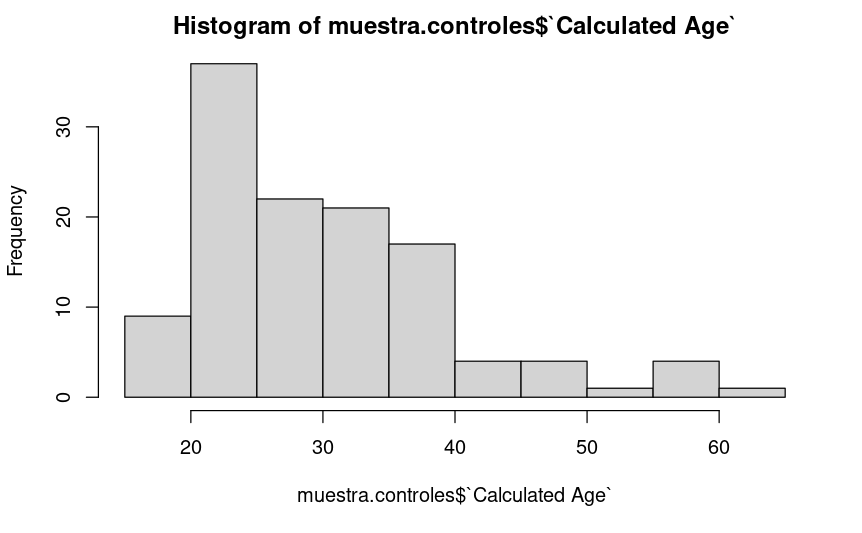 Histogram of muestra.controles$`Calculated Age`
Frequency
30
20
10
0
20 30 40 50 60
muestra.controles$`Calculated Age`